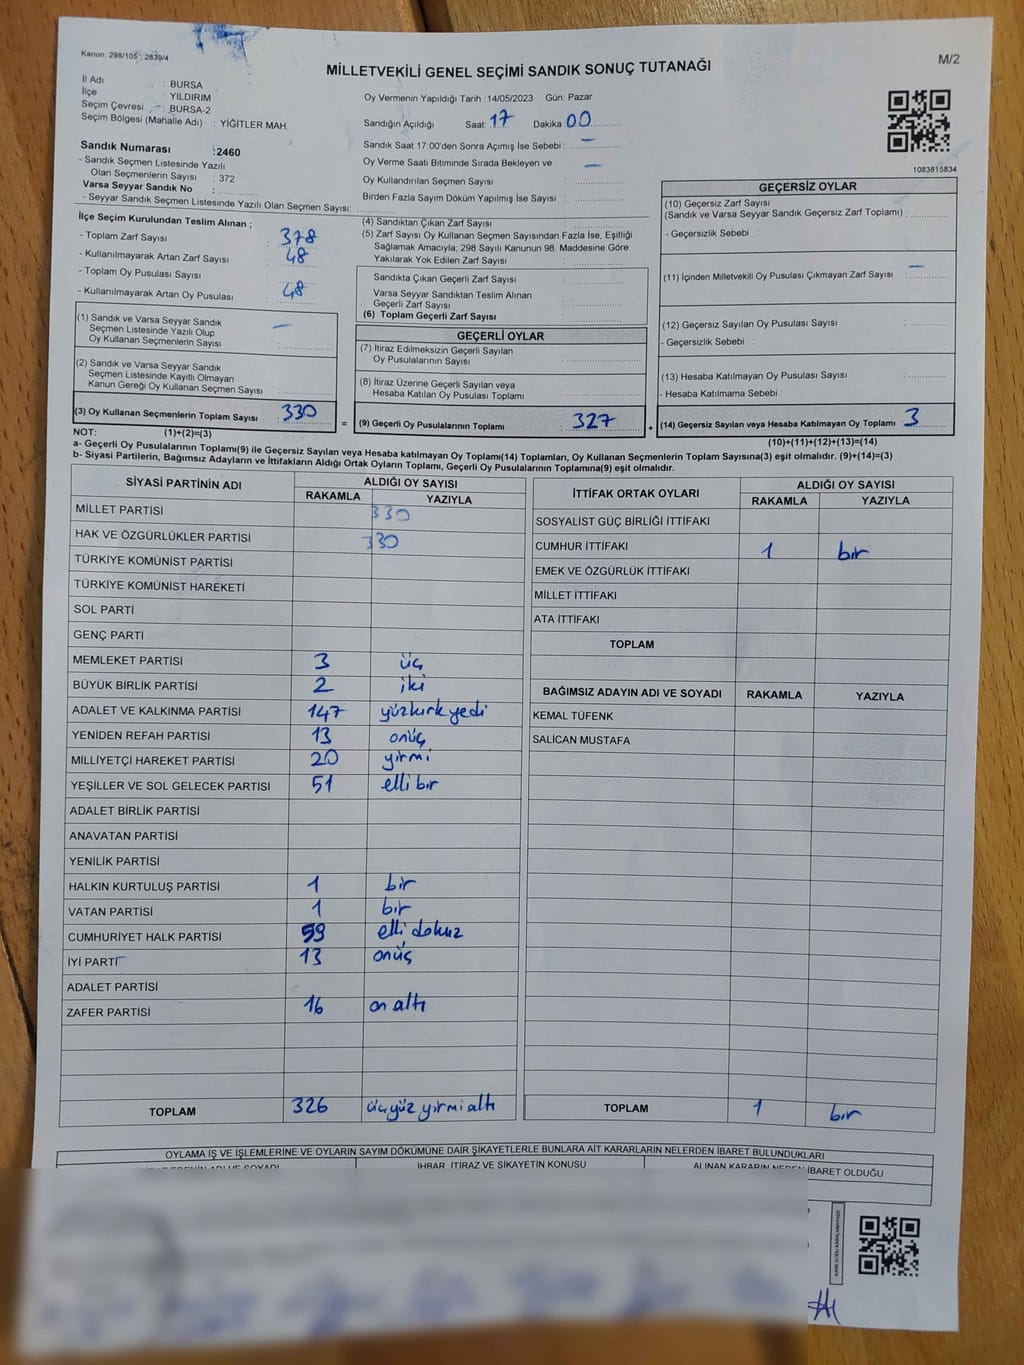 Kanun: 298/105 ; 2839/4
M/2
MİLLETVEKİLİ GENEL SEÇİMİ SANDIK SONUÇ TUTANAĞI
İl Adı : BURSA
İlçe : YILDIRIM
Seçim Çevresi : BURSA-2
Seçim Bölgesi (Mahalle Adı) : YİĞİTLER MAH.
Sandık Numarası :2460
- Sandık Seçmen Listesinde Yazılı
Olan Seçmenlerin Sayısı : 372
Varsa Seyyar Sandık No :
- Seyyar Sandık Seçmen Listesinde Yazılı Olan Seçmen Sayısı:
Oy Vermenin Yapıldığı Tarih :14/05/2023 Gün: Pazar
Sandığın Açıldığı Saat: 17 Dakika 00
Sandık Saat 17:00'den Sonra Açımış İse Sebebi : —
Oy Verme Saati Bitiminde Sırada Bekleyen ve —
Oy Kullandırılan Seçmen Sayısı :
Birden Fazla Sayım Döküm Yapılmış İse Sayısı :
1083815834
İlçe Seçim Kurulundan Teslim Alınan ;
- Toplam Zarf Sayısı : 378
- Kullanılmayarak Artan Zarf Sayısı : 48
- Toplam Oy Pusulası Sayısı :
- Kullanılmayarak Artan Oy Pusulası : 48
(1) Sandık ve Varsa Seyyar Sandık —
Seçmen Listesinde Yazılı Olup
Oy Kullanan Seçmenlerin Sayısı :
(2) Sandık ve Varsa Seyyar Sandık
Seçmen Listesinde Kayıtlı Olmayan
Kanun Gereği Oy Kullanan Seçmen Sayısı :
(3) Oy Kullanan Seçmenlerin Toplam Sayısı : 330
(4) Sandıktan Çıkan Zarf Sayısı :
(5) Zarf Sayısı Oy Kullanan Seçmen Sayısından Fazla İse, Eşitliği
Sağlamak Amacıyla; 298 Sayılı Kanunun 98. Maddesine Göre
Yakılarak Yok Edilen Zarf Sayısı :
Sandıkta Çıkan Geçerli Zarf Sayısı :
Varsa Seyyar Sandıktan Teslim Alınan
Geçerli Zarf Sayısı :
(6) Toplam Geçerli Zarf Sayısı :
GEÇERLİ OYLAR
(7) İtiraz Edilmeksizin Geçerli Sayılan
Oy Pusulalarının Sayısı :
(8) İtiraz Üzerine Geçerli Sayılan veya
Hesaba Katılan Oy Pusulası Toplamı :
= (9) Geçerli Oy Pusulalarının Toplamı : 327 +
GEÇERSİZ OYLAR
(10) Geçersiz Zarf Sayısı
(Sandık ve Varsa Seyyar Sandık Geçersiz Zarf Toplamı) :
- Geçersizlik Sebebi :
(11) İçinden Milletvekili Oy Pusulası Çıkmayan Zarf Sayısı : —
(12) Geçersiz Sayılan Oy Pusulası Sayısı :
- Geçersizlik Sebebi :
(13) Hesaba Katılmayan Oy Pusulası Sayısı :
- Hesaba Katılmama Sebebi :
(14) Geçersiz Sayılan veya Hesaba Katılmayan Oy Toplamı : 3
NOT: (1)+(2)=(3)
(10)+(11)+(12)+(13)=(14)
a- Geçerli Oy Pusulalarının Toplamı(9) ile Geçersiz Sayılan ve Hesaba Katılmayan Oy Toplamı(14) Toplamları, Oy Kullanan Seçmenlerin Toplam Sayısına(3) eşit olmalıdır. (9)+(14)=(3)
b- Siyasi Partilerin, Bağımsız Adayların ve İttifakların Aldığı Ortak Oyların Toplamı, Geçerli Oy Pusulalarının Toplamına(9) eşit olmalıdır.
SİYASİ PARTİNİN ADI ALDIĞI OY SAYISI
RAKAMLA YAZIYLA
MİLLET PARTİSİ 330
HAK VE ÖZGÜRLÜKLER PARTİSİ 330
TÜRKİYE KOMÜNİST PARTİSİ
TÜRKİYE KOMÜNİST HAREKETİ
SOL PARTİ
GENÇ PARTİ
MEMLEKET PARTİSİ 3 üç
BÜYÜK BİRLİK PARTİSİ 2 iki
ADALET VE KALKINMA PARTİSİ 147 yüzkırkyedi
YENİDEN REFAH PARTİSİ 13 onüç
MİLLİYETÇİ HAREKET PARTİSİ 20 yirmi
YEŞİLLER VE SOL GELECEK PARTİSİ 51 elli bir
ADALET BİRLİK PARTİSİ
ANAVATAN PARTİSİ
YENİLİK PARTİSİ
HALKIN KURTULUŞ PARTİSİ 1 bir
VATAN PARTİSİ 1 bir
CUMHURİYET HALK PARTİSİ 59 elli dokuz
İYİ PARTİ 13 onüç
ADALET PARTİSİ
ZAFER PARTİSİ 16 on altı
TOPLAM 326 üçyüz yirmi altı
İTTİFAK ORTAK OYLARI ALDIĞI OY SAYISI
RAKAMLA YAZIYLA
SOSYALİST GÜÇ BİRLİĞİ İTTİFAKI
CUMHUR İTTİFAKI 1 bir
EMEK VE ÖZGÜRLÜK İTTİFAKI
MİLLET İTTİFAKI
ATA İTTİFAKI
TOPLAM
BAĞIMSIZ ADAYIN ADI VE SOYADI RAKAMLA YAZIYLA
KEMAL TÜFENK
SALİCAN MUSTAFA
TOPLAM 1 bir
OYLAMA İŞ VE İŞLEMLERİNE VE OYLARIN SAYIM DÖKÜMÜNE DAİR ŞİKAYETLERLE BUNLARA AİT KARARLARIN NELERDEN İBARET BULUNDUKLARI
İHBAR, İTİRAZ VE ŞİKAYETİN KONUSU
ALINAN KARARIN NEDEN İBARET OLDUĞU
KARE KODU KARALAMAYINIZ!